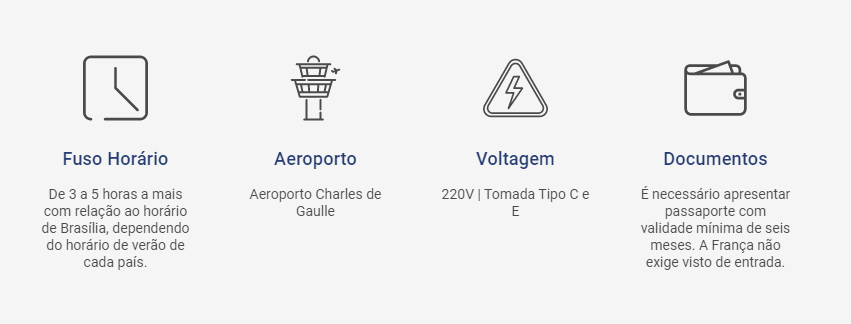 Fuso Horário
De 3 a 5 horas a mais
com relação ao horário
de Brasília, dependendo
do horário de verão de
cada país.
Aeroporto
Aeroporto Charles de
Gaulle
Voltagem
220V | Tomada Tipo C e
E
Documentos
É necessário apresentar
passaporte com
validade mínima de seis
meses. A França não
exige visto de entrada.